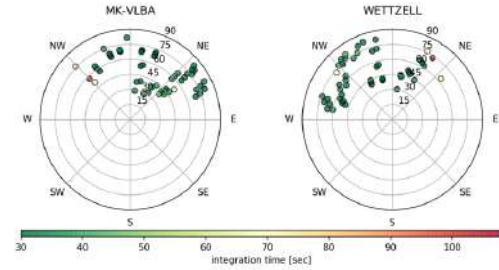 MK-VLBA
WETTZELL
90
90
75
75
NW
NE
NW
NE
60
60
45
45
30
30
15
15
W
E
W
E
SW
SE
SW
SE
S
S
30 40 50 60 70 80 90 100
integration time [sec]